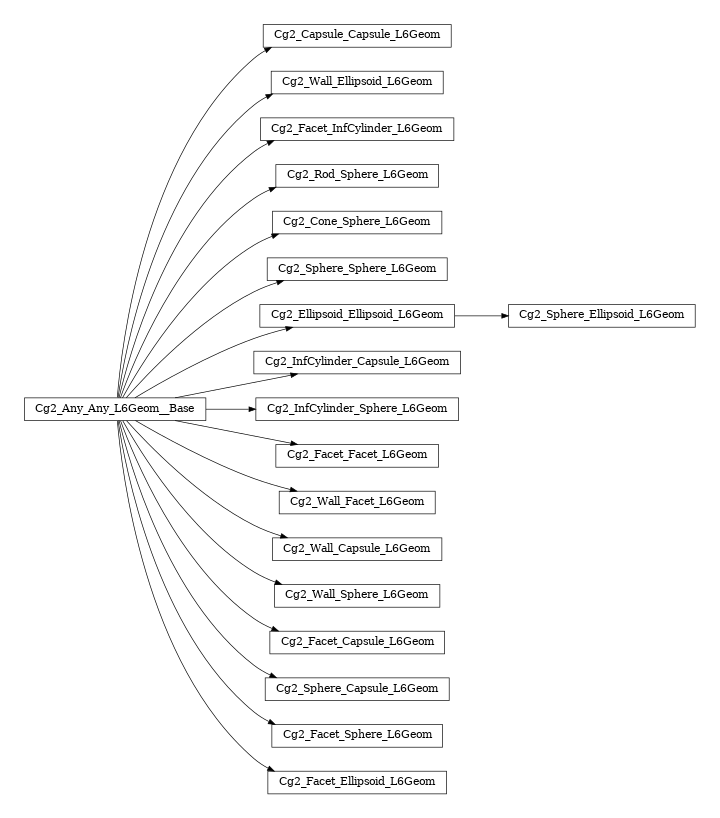 Cg2_Capsule_Capsule_L6Geom
Cg2_Wall_Ellipsoid_L6Geom
Cg2_Facet_InfCylinder_L6Geom
Cg2_Rod_Sphere_L6Geom
Cg2_Cone_Sphere_L6Geom
Cg2_Sphere_Sphere_L6Geom
Cg2_Ellipsoid_Ellipsoid_L6Geom
Cg2_Sphere_Ellipsoid_L6Geom
Cg2_InfCylinder_Capsule_L6Geom
Cg2_Any_Any_L6Geom__Base
Cg2_InfCylinder_Sphere_L6Geom
Cg2_Facet_Facet_L6Geom
Cg2_Wall_Facet_L6Geom
Cg2_Wall_Capsule_L6Geom
Cg2_Wall_Sphere_L6Geom
Cg2_Facet_Capsule_L6Geom
Cg2_Sphere_Capsule_L6Geom
Cg2_Facet_Sphere_L6Geom
Cg2_Facet_Ellipsoid_L6Geom